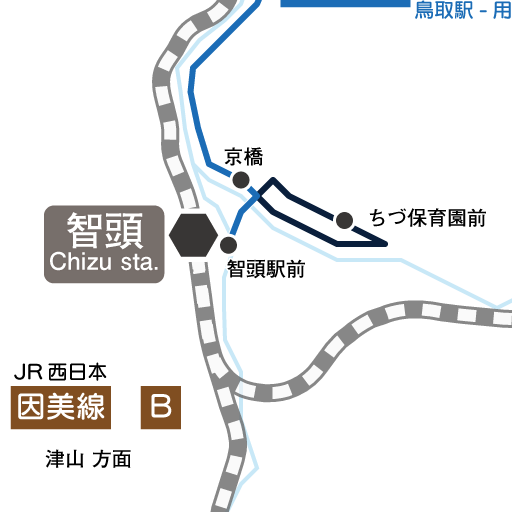 鳥取駅 - 用
京橋
ちづ保育園前
智頭
Chizu sta.
智頭駅前
JR 西日本
因美線 B
津山 方面